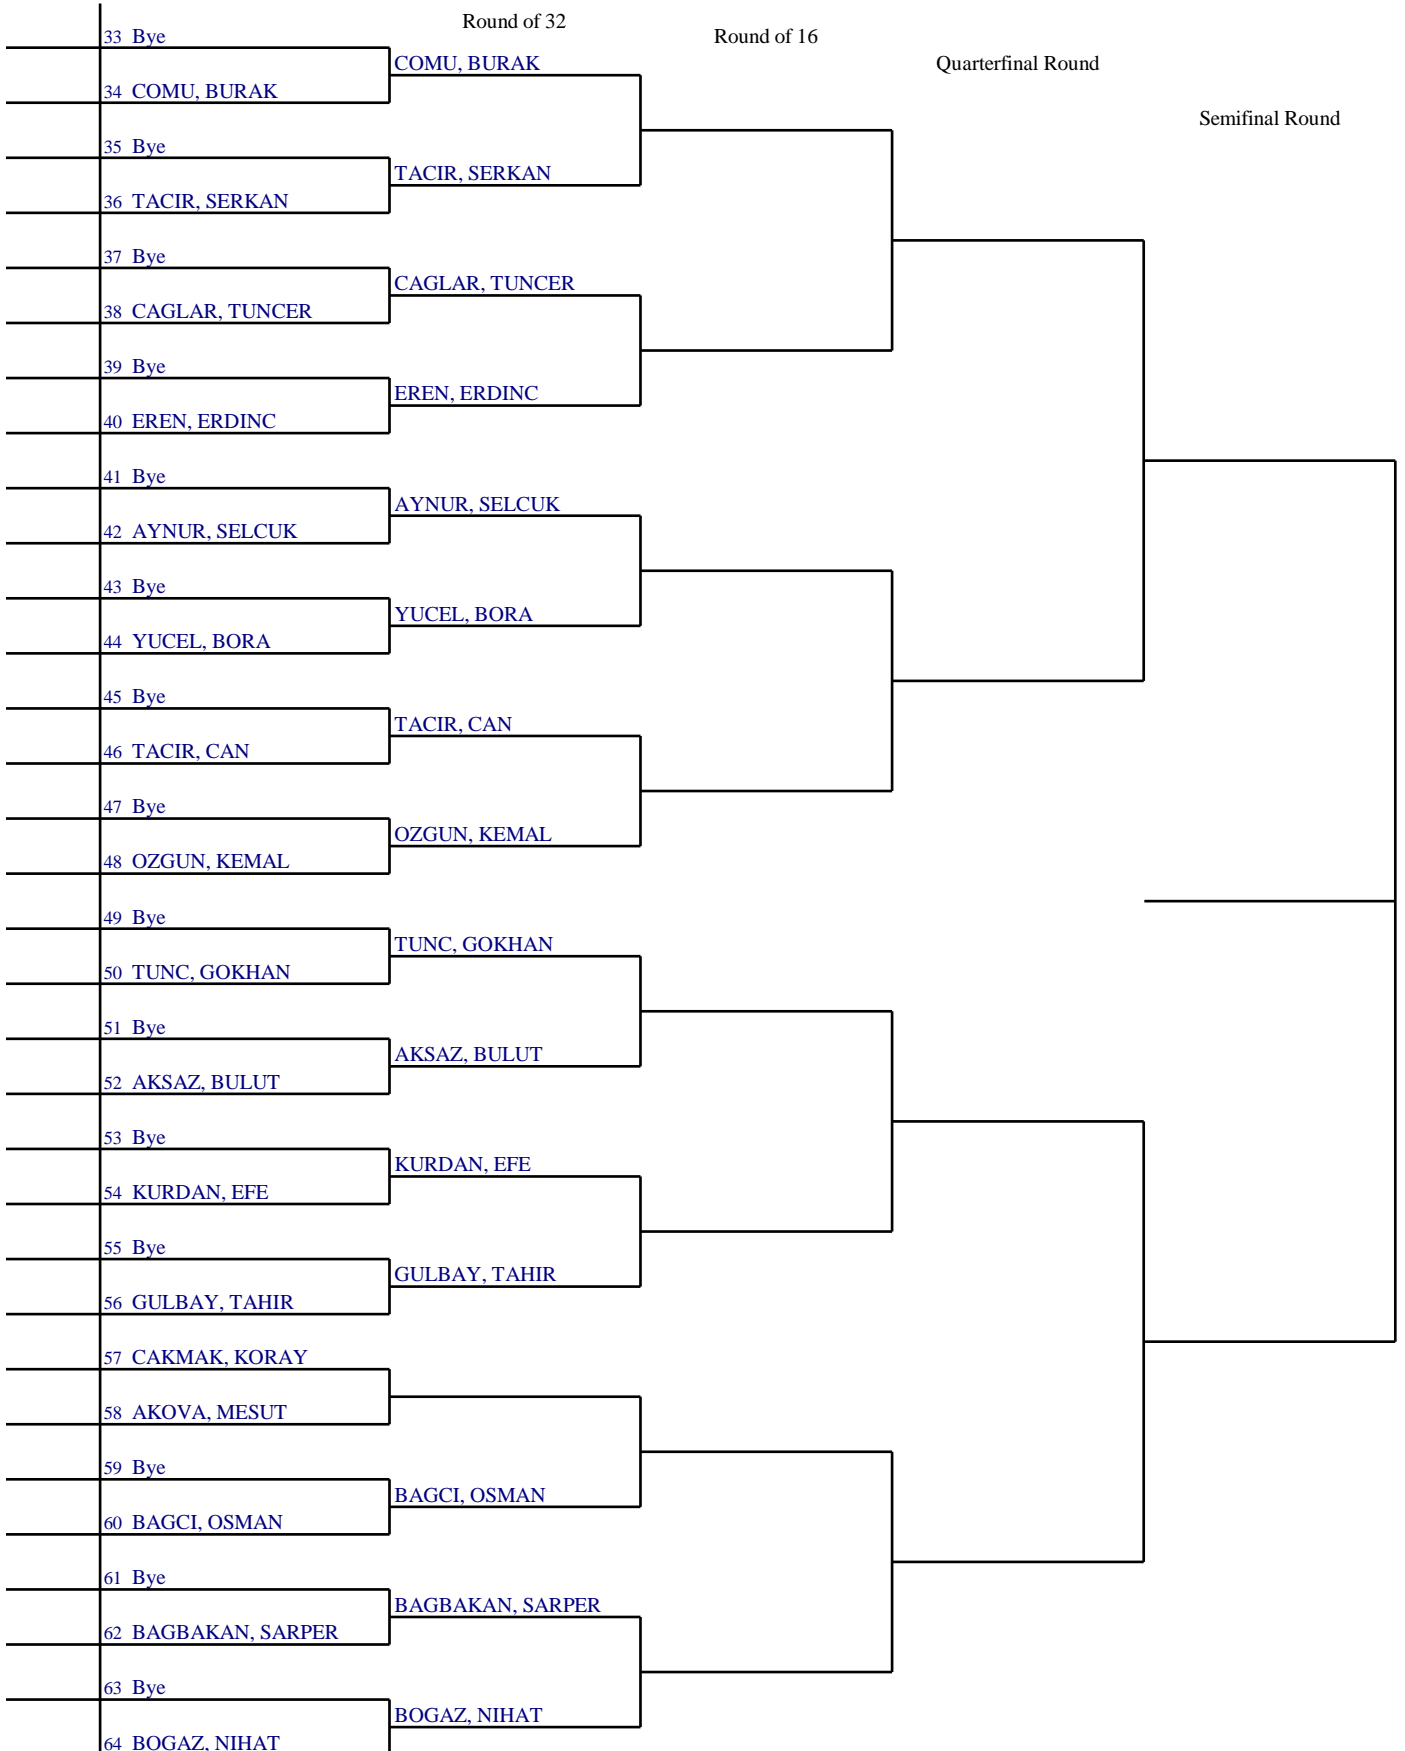 Round of 32
Round of 16
Quarterfinal Round
Semifinal Round
33 Bye
COMU, BURAK
34 COMU, BURAK
35 Bye
TACIR, SERKAN
36 TACIR, SERKAN
37 Bye
CAGLAR, TUNCER
38 CAGLAR, TUNCER
39 Bye
EREN, ERDINC
40 EREN, ERDINC
41 Bye
AYNUR, SELCUK
42 AYNUR, SELCUK
43 Bye
YUCEL, BORA
44 YUCEL, BORA
45 Bye
TACIR, CAN
46 TACIR, CAN
47 Bye
OZGUN, KEMAL
48 OZGUN, KEMAL
49 Bye
TUNC, GOKHAN
50 TUNC, GOKHAN
51 Bye
AKSAZ, BULUT
52 AKSAZ, BULUT
53 Bye
KURDAN, EFE
54 KURDAN, EFE
55 Bye
GULBAY, TAHIR
56 GULBAY, TAHIR
57 CAKMAK, KORAY
58 AKOVA, MESUT
59 Bye
BAGCI, OSMAN
60 BAGCI, OSMAN
61 Bye
BAGBAKAN, SARPER
62 BAGBAKAN, SARPER
63 Bye
BOGAZ, NIHAT
64 BOGAZ, NIHAT